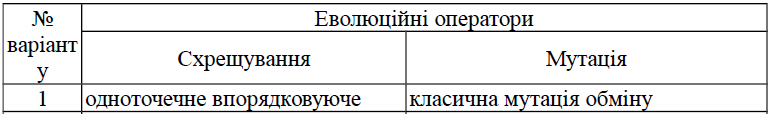 №
варіант
у
Еволюційні оператори
Схрещування
Мутація
1
одноточечне впорядковуюче
класична мутація обміну